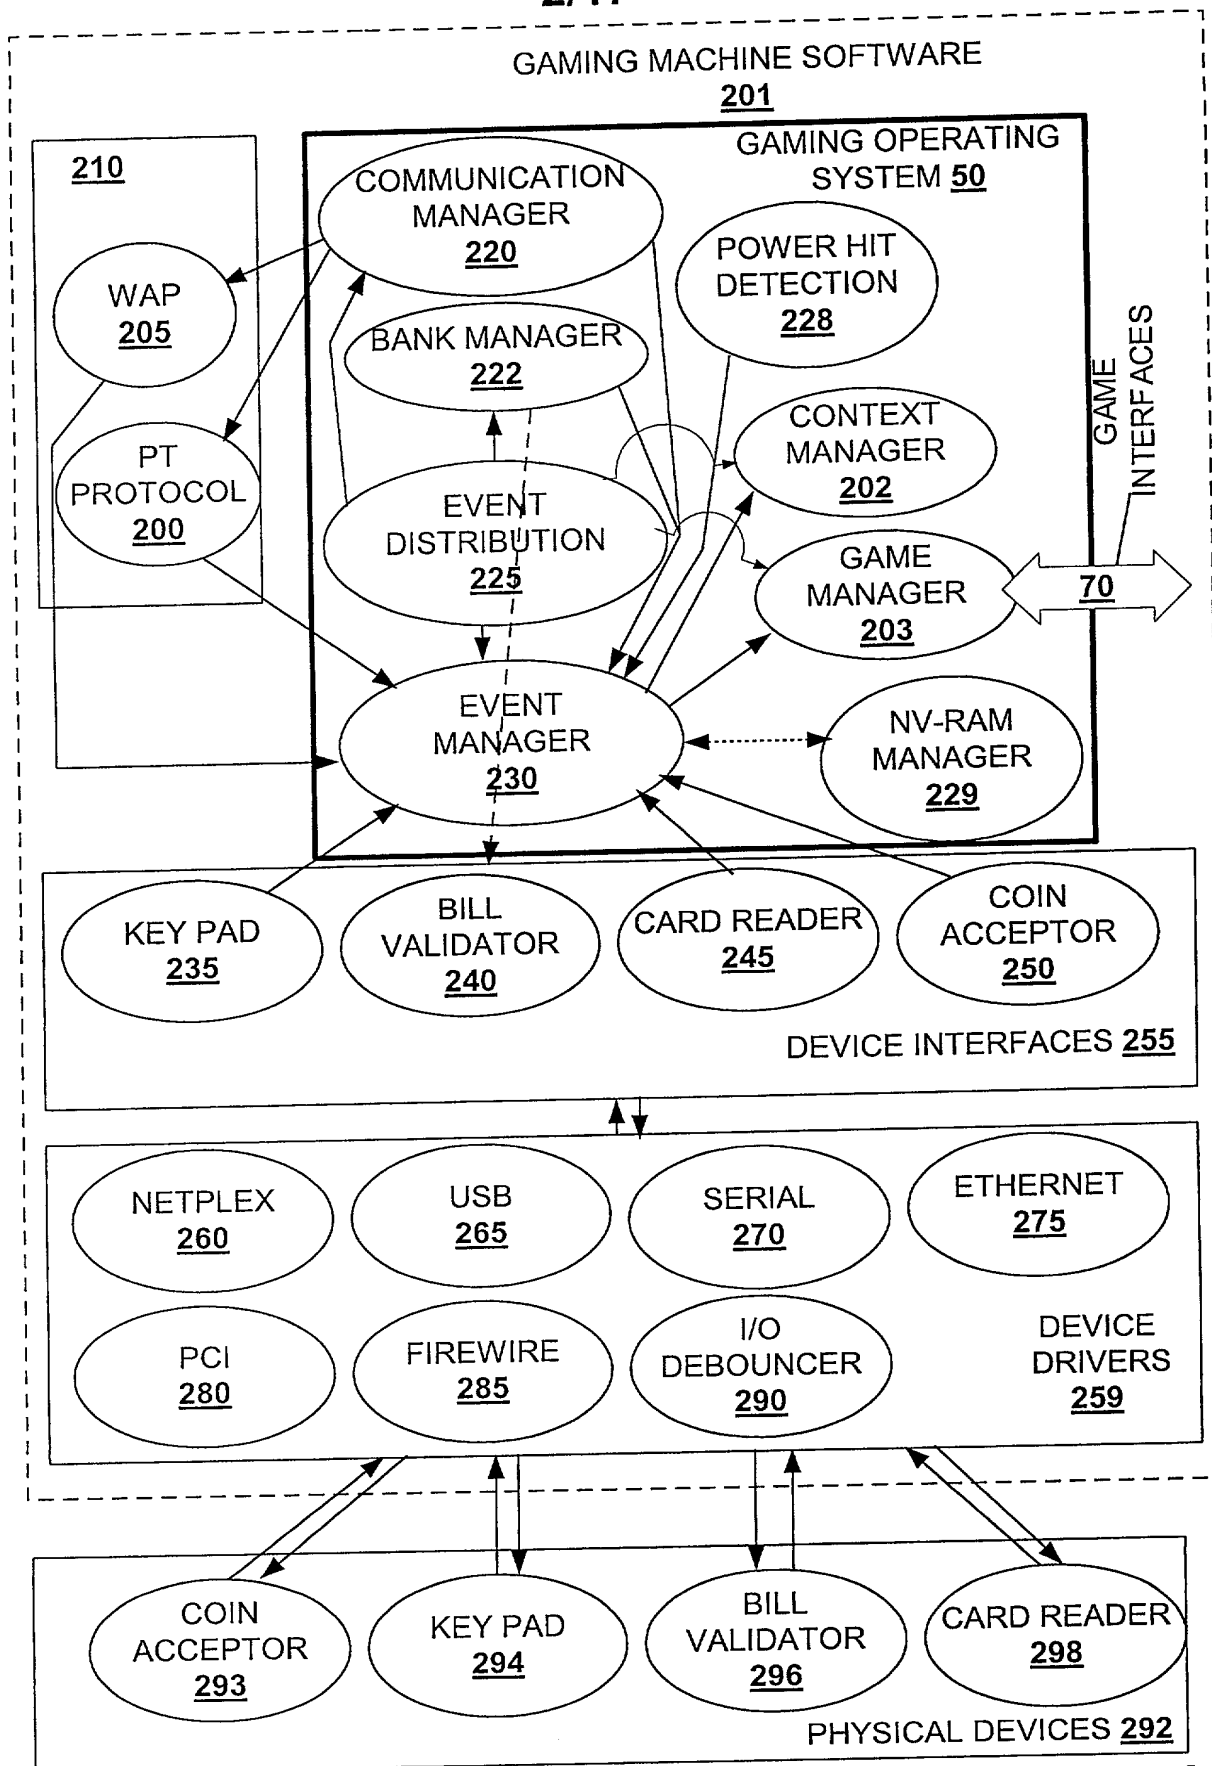 GAMING MACHINE SOFTWARE
201
210
GAMING OPERATING
SYSTEM 50
COMMUNICATION
MANAGER
220
POWER HIT
DETECTION
228
WAP
205
BANK MANAGER
222
GAME
INTERFACES
CONTEXT
MANAGER
202
PT
PROTOCOL
200
EVENT
DISTRIBUTION
225
GAME
MANAGER
203
70
EVENT
MANAGER
230
NV-RAM
MANAGER
229
KEY PAD
235
BILL
VALIDATOR
240
CARD READER
245
COIN
ACCEPTOR
250
DEVICE INTERFACES 255
NETPLEX
260
USB
265
SERIAL
270
ETHERNET
275
PCI
280
FIREWIRE
285
I/O
DEBOUNCER
290
DEVICE
DRIVERS
259
COIN
ACCEPTOR
293
KEY PAD
294
BILL
VALIDATOR
296
CARD READER
298
PHYSICAL DEVICES 292